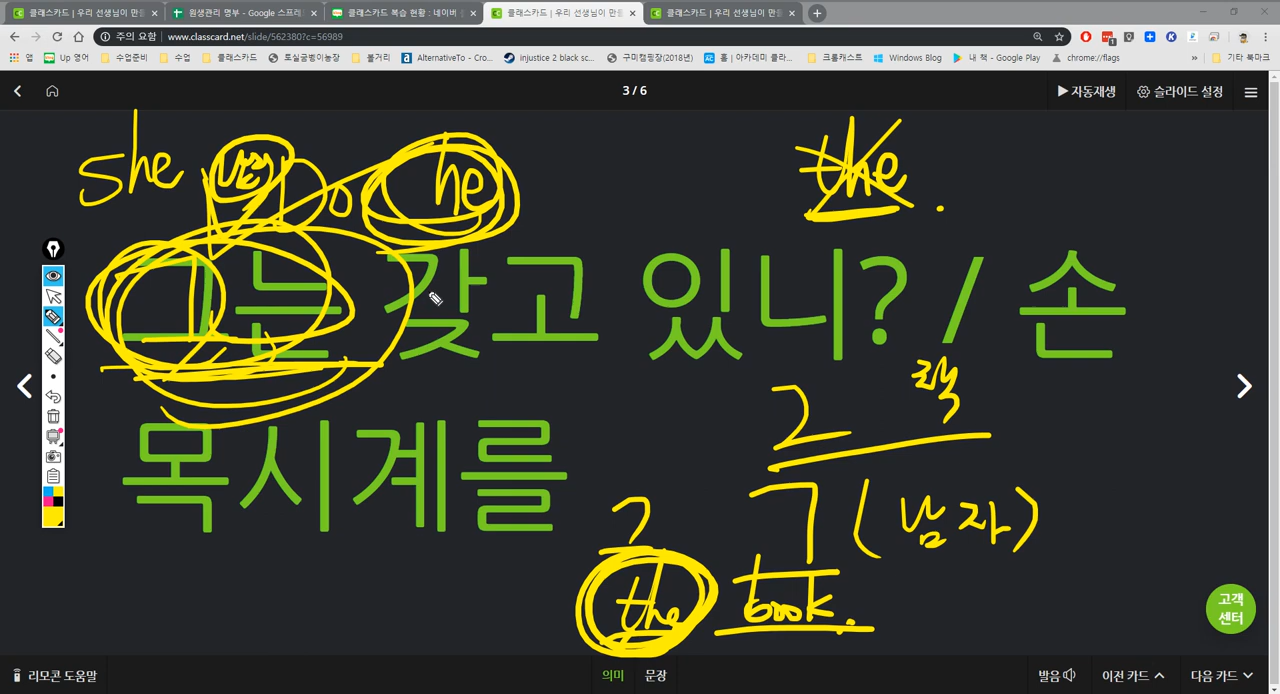 클래스카드 | 우리 선생님이 만든
원생관리 명부 - Google 스프레
클래스카드 복습 현황 : 네이버
클래스카드 | 우리 선생님이 만든
클래스카드 | 우리 선생님이 만든
주의 요함 | www.classcard.net/slide/562380?c=56989
앱 Up 영어 수업준비 수업 클래스카드 토실공벙이농장 볼거리 AlternativeTo - Cro... injustice 2 black sc... 구미캠핑장(2018년) 홈 | 아카데미 클라... 크롬캐스트 Windows Blog 내 책 - Google Play chrome://flags » 기타 북마크
3 / 6
자동재생
슬라이드 설정
she he the.
그는 갖고 있니? / 손
목시계를
그 책
그 (남자)
그
the book.
고객
센터
리모콘 도움말
의미 문장
발음 이전 카드 다음 카드